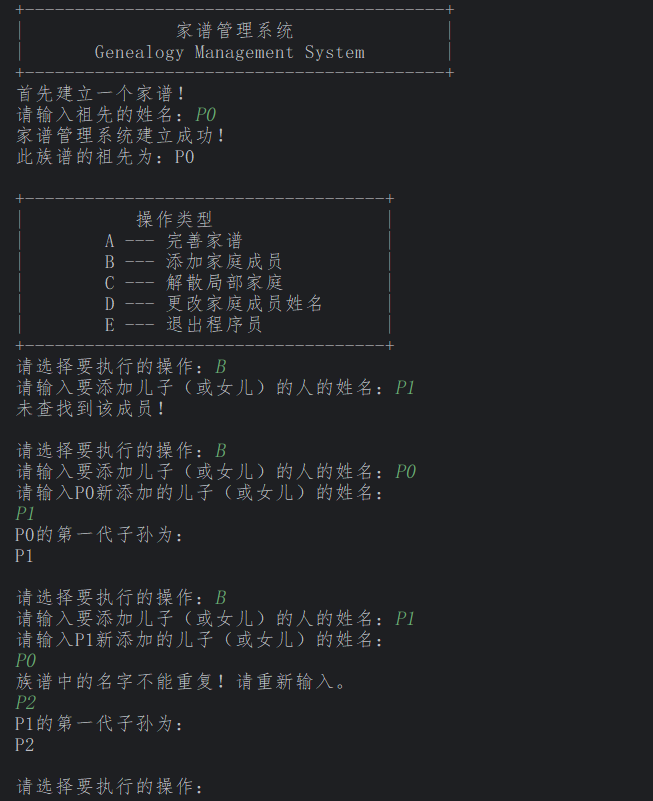 +------------------------------------------+
|               家谱管理系统               |
|       Genealogy Management System        |
+------------------------------------------+
首先建立一个家谱!
请输入祖先的姓名: P0
家谱管理系统建立成功!
此族谱的祖先为: P0

+------------------------------------+
|           操作类型                 |
|        A --- 完善家谱              |
|        B --- 添加家庭成员          |
|        C --- 解散局部家庭          |
|        D --- 更改家庭成员姓名      |
|        E --- 退出程序员            |
+------------------------------------+
请选择要执行的操作: B
请输入要添加儿子（或女儿）的人的姓名: P1
未查找到该成员!

请选择要执行的操作: B
请输入要添加儿子（或女儿）的人的姓名: P0
请输入P0新添加的儿子（或女儿）的姓名:
P1
P0的第一代子孙为:
P1

请选择要执行的操作: B
请输入要添加儿子（或女儿）的人的姓名: P1
请输入P1新添加的儿子（或女儿）的姓名:
P0
族谱中的名字不能重复! 请重新输入。
P2
P1的第一代子孙为:
P2

请选择要执行的操作: